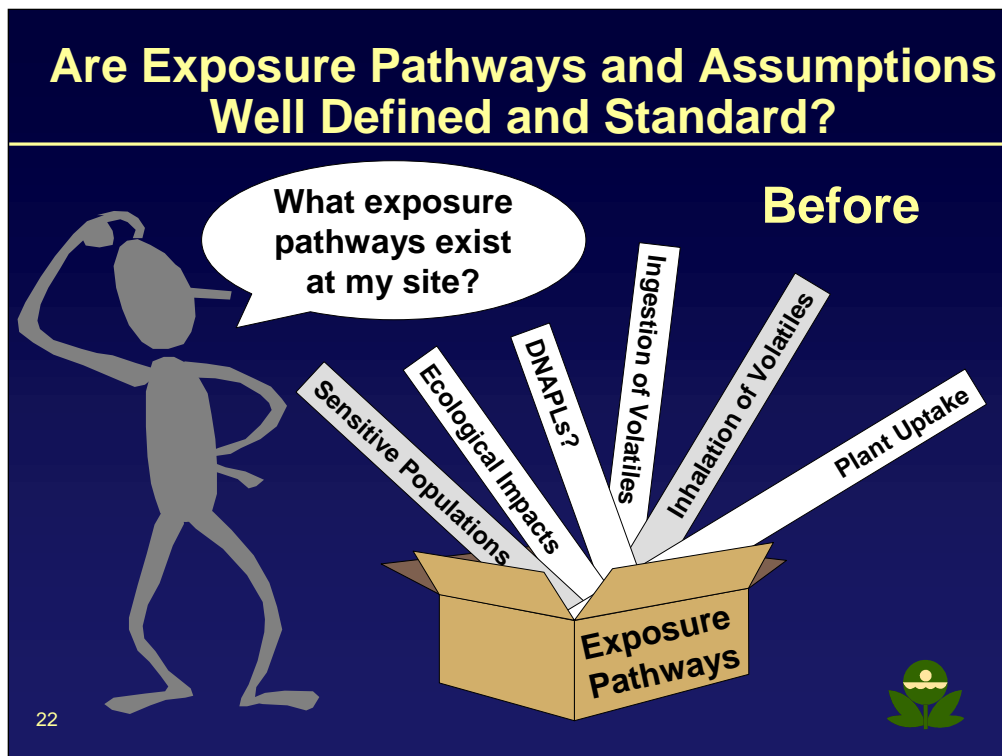 Are Exposure Pathways and Assumptions
Well Defined and Standard?
Before
What exposure
pathways exist
at my site?
Sensitive Populations
Ecological Impacts
DNAPLs?
Ingestion of Volatiles
Inhalation of Volatiles
Plant Uptake
Exposure
Pathways
22